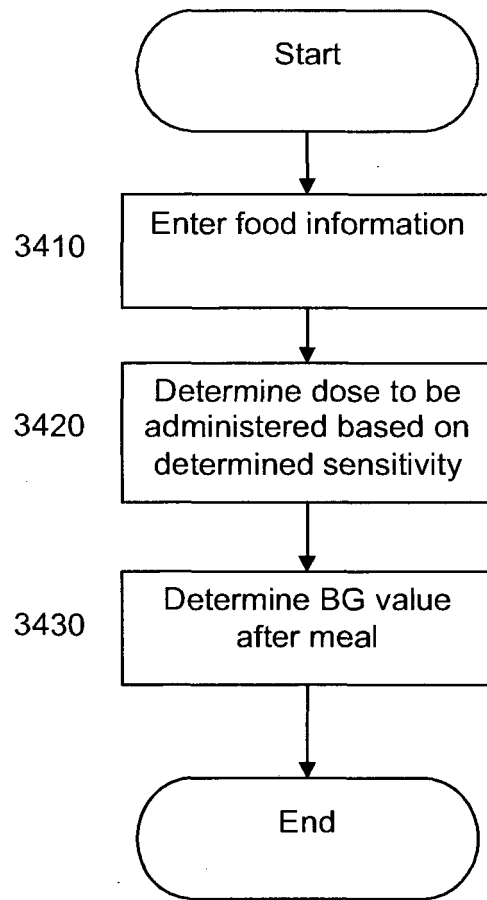 Start
3410
Enter food information
3420
Determine dose to be
administered based on
determined sensitivity
3430
Determine BG value
after meal
End